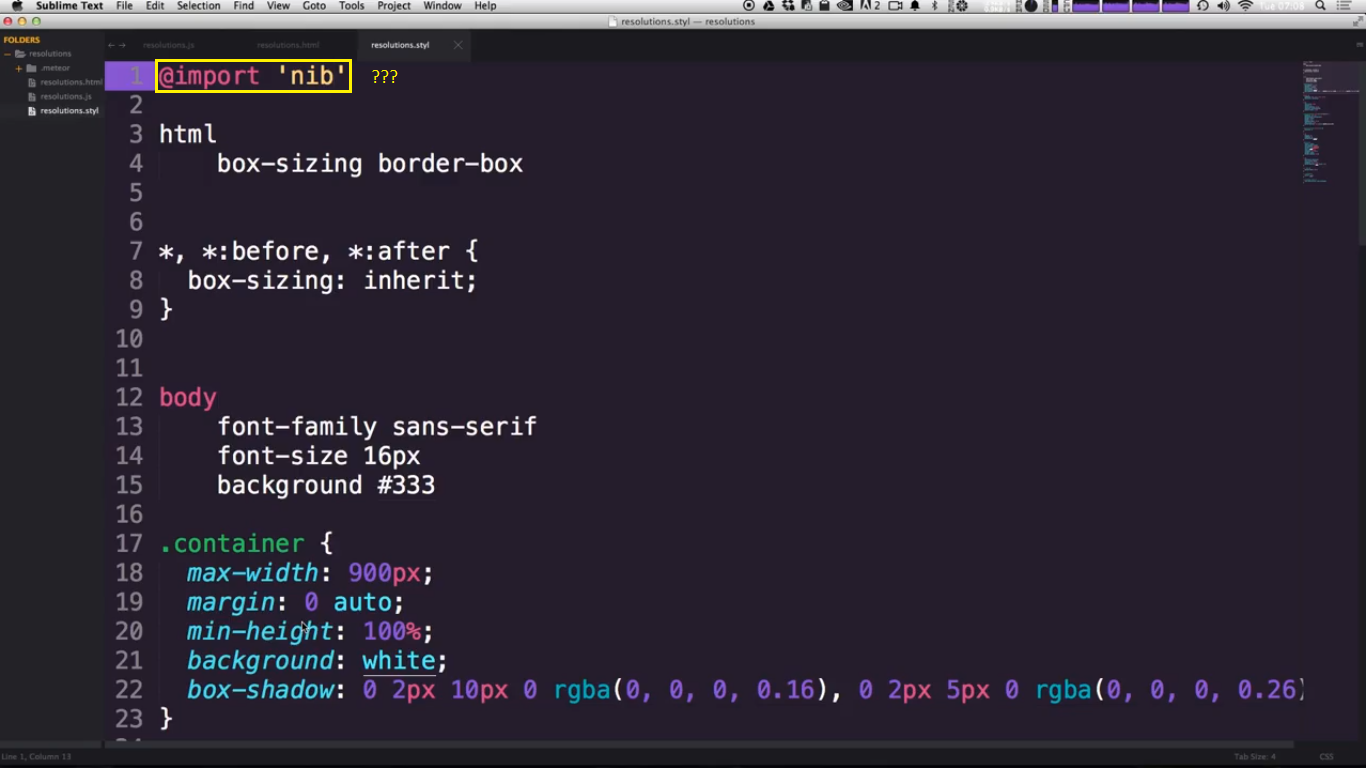 Sublime Text File Edit Selection Find View Goto Tools Project Window Help
resolutions.styl — resolutions
FOLDERS
resolutions
.meteor
resolutions.html
resolutions.js
resolutions.styl
resolutions.js resolutions.html resolutions.styl
1 @import 'nib' ???
2
3 html
4 box-sizing border-box
5
6
7 *, *:before, *:after {
8 box-sizing: inherit;
9 }
10
11
12 body
13 font-family sans-serif
14 font-size 16px
15 background #333
16
17 .container {
18 max-width: 900px;
19 margin: 0 auto;
20 min-height: 100%;
21 background: white;
22 box-shadow: 0 2px 10px 0 rgba(0, 0, 0, 0.16), 0 2px 5px 0 rgba(0, 0, 0, 0.26)
23 }
Line 1, Column 13 Tab Size: 4 CSS